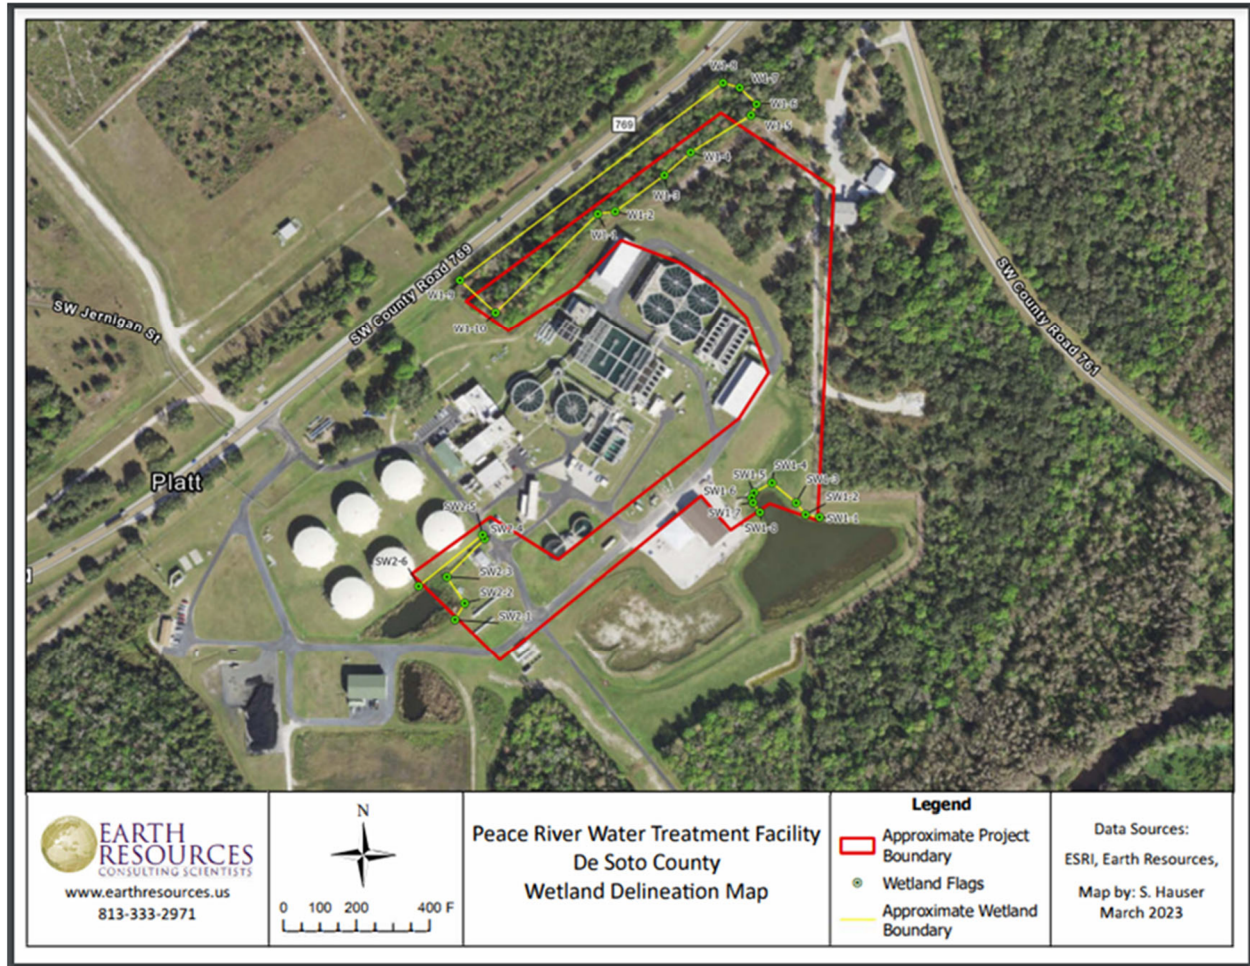 W1-8
W1-7
W1-6
W1-5
769
W1-4
W1-3
W1-2
W1-1
SW County Road 769
W1-9
W1-10
SW Jernigan St
SW County Road 761
Platt
SW1-5
SW1-4
SW1-3
SW1-6
SW1-2
SW1-7
SW1-1
SW1-8
SW2-5
SW2-4
SW2-6
SW2-3
SW2-2
SW2-1
EARTH
RESOURCES
CONSULTING SCIENTISTS
www.earthresources.us
813-333-2971
N
0 100 200 400 F
Peace River Water Treatment Facility
De Soto County
Wetland Delineation Map
Legend
Approximate Project
Boundary
Wetland Flags
Approximate Wetland
Boundary
Data Sources:
ESRI, Earth Resources,
Map by: S. Hauser
March 2023